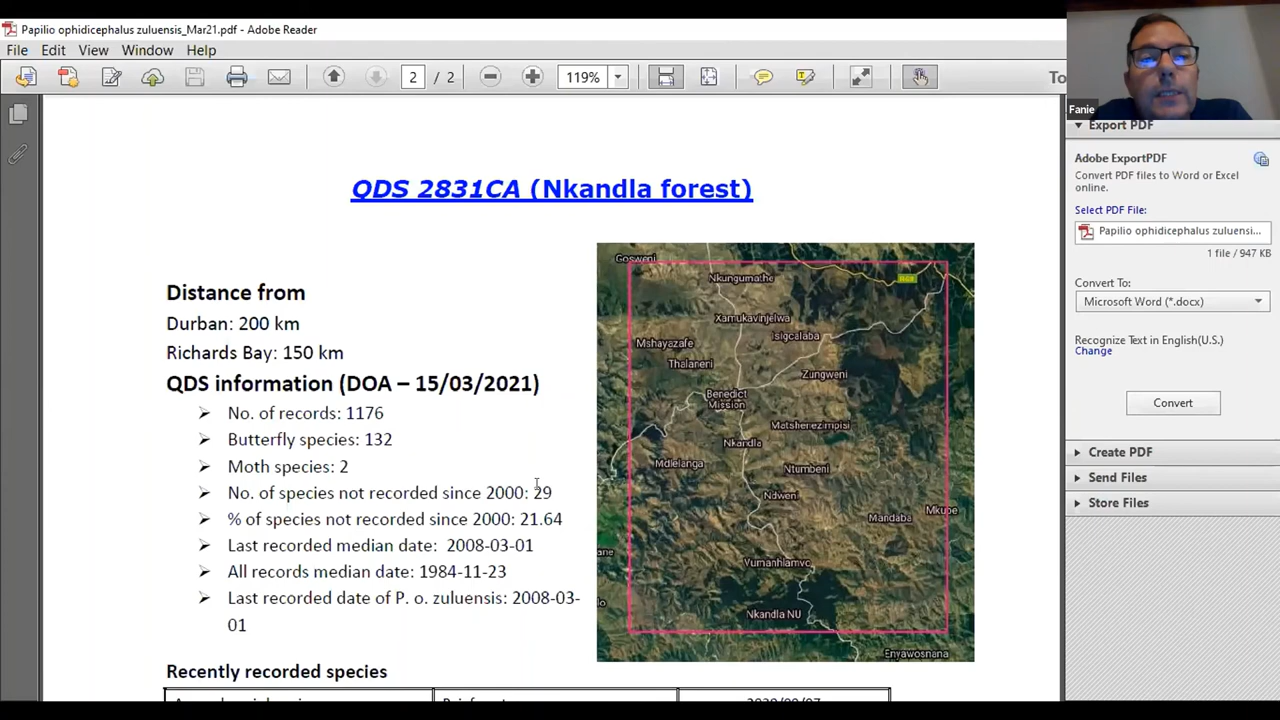 Papilio ophidicephalus zuluensis_Mar21.pdf - Adobe Reader
File Edit View Window Help
2 / 2 119% To
Fanie
Export PDF
Adobe ExportPDF
Convert PDF files to Word or Excel
online.
Select PDF File:
Papilio ophidicephalus zuluensi...
1 file / 947 KB
Convert To:
Microsoft Word (*.docx)
Recognize Text in English(U.S.)
Change
Convert
Create PDF
Send Files
Store Files
QDS 2831CA (Nkandla forest)
Distance from
Durban: 200 km
Richards Bay: 150 km
QDS information (DOA – 15/03/2021)
➢ No. of records: 1176
➢ Butterfly species: 132
➢ Moth species: 2
➢ No. of species not recorded since 2000: 29
➢ % of species not recorded since 2000: 21.64
➢ Last recorded median date: 2008-03-01
➢ All records median date: 1984-11-23
➢ Last recorded date of P. o. zuluensis: 2008-03-
01
Recently recorded species
Gosweni
Nkungumathe
Xamukavinjelwa
Isigcalaba
Mshayazafe
Thalaneni
Zungweni
Benedict
Mission
Matshenezimpisi
Nkandla
Mdlelanga
Ntumbeni
Ndweni
Mkupe
Mandaba
Vumanhlamvo
Nkandla NU
Enyawosnana